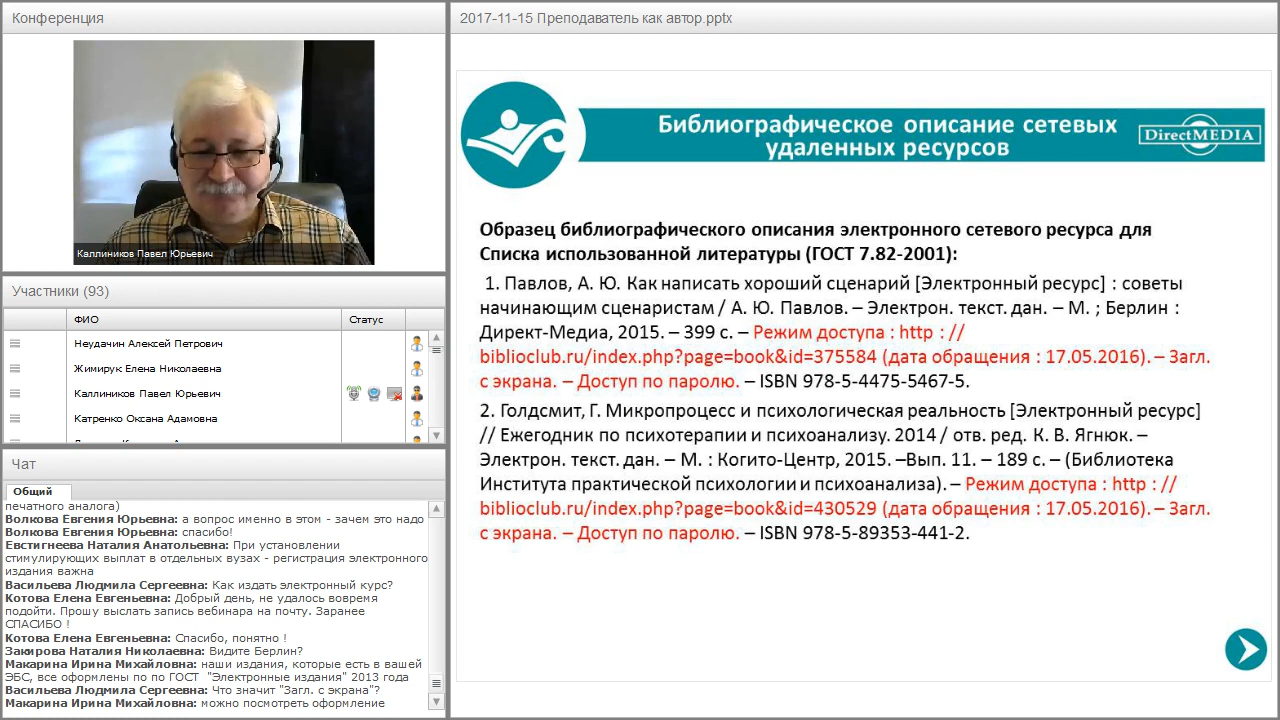 Конференция
Каллиников Павел Юрьевич
Участники (93)
ФИО
Статус
Неудачин Алексей Петрович
Жимирук Елена Николаевна
Каллиников Павел Юрьевич
Катренко Оксана Адамовна
Чат
Общий
печатного аналога)
Волкова Евгения Юрьевна: а вопрос именно в этом - зачем это надо
Волкова Евгения Юрьевна: спасибо!
Евстигнеева Наталия Анатольевна: При установлении
стимулирующих выплат в отдельных вузах - регистрация электронного
издания важна
Васильева Людмила Сергеевна: Как издать электронный курс?
Котова Елена Евгеньевна: Добрый день, не удалось вовремя
подойти. Прошу выслать запись вебинара на почту. Заранее
СПАСИБО !
Котова Елена Евгеньевна: Спасибо, понятно !
Закирова Наталия Николаевна: Видите Берлин?
Макарина Ирина Михайловна: наши издания, которые есть в вашей
ЭБС, все оформлены по по ГОСТ "Электронные издания" 2013 года
Васильева Людмила Сергеевна: Что значит "Загл. с экрана"?
Макарина Ирина Михайловна: можно посмотреть оформление
2017-11-15 Преподаватель как автор.pptx
Библиографическое описание сетевых
удаленных ресурсов
DirectMEDIA
Образец библиографического описания электронного сетевого ресурса для
Списка использованной литературы (ГОСТ 7.82-2001):
1. Павлов, А. Ю. Как написать хороший сценарий [Электронный ресурс] : советы
начинающим сценаристам / А. Ю. Павлов. – Электрон. текст. дан. – М. ; Берлин :
Директ-Медиа, 2015. – 399 с. – Режим доступа : http : //
biblioclub.ru/index.php?page=book&id=375584 (дата обращения : 17.05.2016). – Загл.
с экрана. – Доступ по паролю. – ISBN 978-5-4475-5467-5.
2. Голдсмит, Г. Микропроцесс и психологическая реальность [Электронный ресурс]
// Ежегодник по психотерапии и психоанализу. 2014 / отв. ред. К. В. Ягнюк. –
Электрон. текст. дан. – М. : Когито-Центр, 2015. –Вып. 11. – 189 с. – (Библиотека
Института практической психологии и психоанализа). – Режим доступа : http : //
biblioclub.ru/index.php?page=book&id=430529 (дата обращения : 17.05.2016). – Загл.
с экрана. – Доступ по паролю. – ISBN 978-5-89353-441-2.